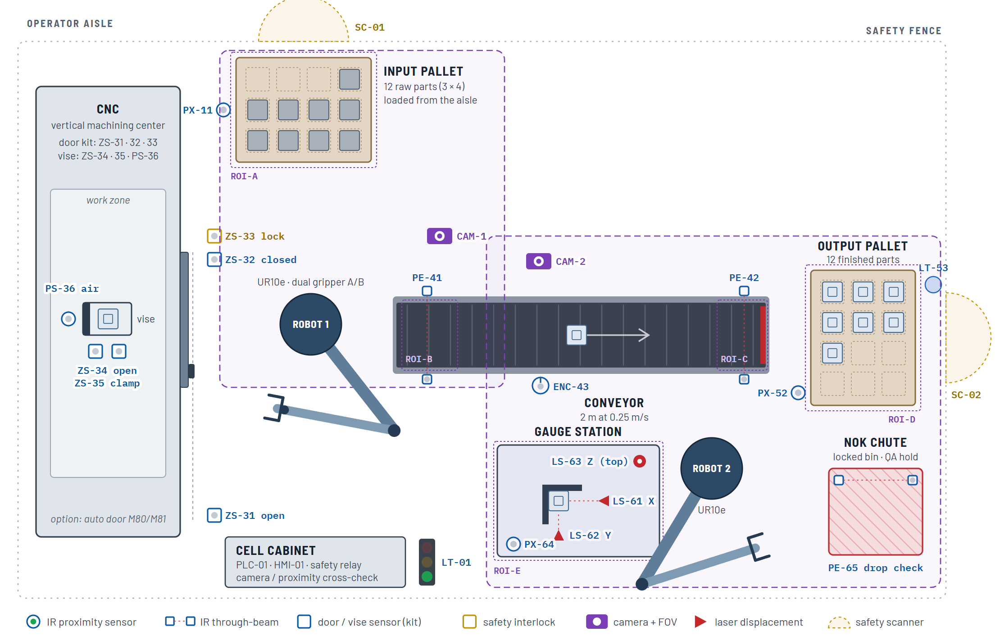 OPERATOR AISLE
SC-01
SAFETY FENCE
INPUT PALLET
12 raw parts (3 × 4)
loaded from the aisle
PX-11
ROI-A
CNC
vertical machining center
door kit: ZS-31 · 32 · 33
vise: ZS-34 · 35 · PS-36
work zone
ZS-33 lock
ZS-32 closed
CAM-1
CAM-2
OUTPUT PALLET
12 finished parts
LT-53
UR10e · dual gripper A/B
PE-41
PE-42
PS-36 air
vise
ZS-34 open
ZS-35 clamp
ROBOT 1
ROI-B
ROI-C
ENC-43
PX-52
SC-02
CONVEYOR
2 m at 0.25 m/s
ROI-D
GAUGE STATION
LS-63 Z (top)
LS-61 X
LS-62 Y
PX-64
ROI-E
ROBOT 2
UR10e
NOK CHUTE
locked bin · QA hold
PE-65 drop check
option: auto door M80/M81
ZS-31 open
CELL CABINET
PLC-01 · HMI-01 · safety relay
camera / proximity cross-check
LT-01
IR proximity sensor
IR through-beam
door / vise sensor (kit)
safety interlock
camera + FOV
laser displacement
safety scanner